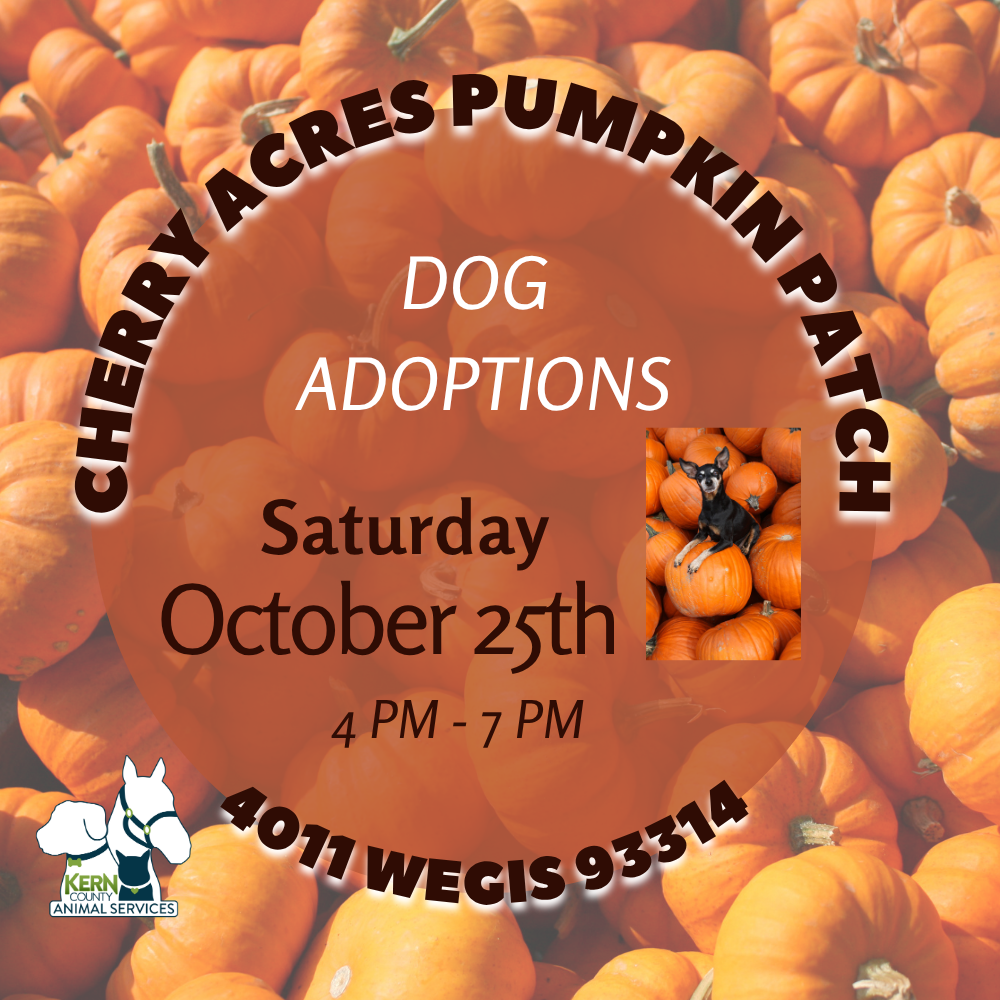 CHERRY ACRES PUMPKIN PATCH
DOG
ADOPTIONS
Saturday
October 25th
4 PM - 7 PM
4011 WEGIS 93314
KERN
COUNTY
ANIMAL SERVICES